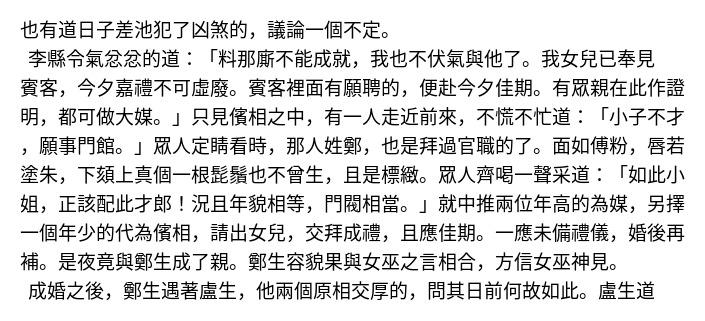 也有道日子差池犯了凶煞的，議論一個不定。
李縣令氣忿忿的道：「料那廝不能成就，我也不伏氣與他了。我女兒已奉見
賓客，今夕嘉禮不可虛廢。賓客裡面有願聘的，便赴今夕佳期。有眾親在此作證
明，都可做大媒。」只見儐相之中，有一人走近前來，不慌不忙道：「小子不才
，願事門館。」眾人定睛看時，那人姓鄭，也是拜過官職的了。面如傅粉，唇若
塗朱，下頦上真個一根髭鬚也不曾生，且是標緻。眾人齊喝一聲采道：「如此小
姐，正該配此才郎！況且年貌相等，門閥相當。」就中推兩位年高的為媒，另擇
一個年少的代為儐相，請出女兒，交拜成禮，且應佳期。一應未備禮儀，婚後再
補。是夜竟與鄭生成了親。鄭生容貌果與女巫之言相合，方信女巫神見。
成婚之後，鄭生遇著盧生，他兩個原相交厚的，問其日前何故如此。盧生道